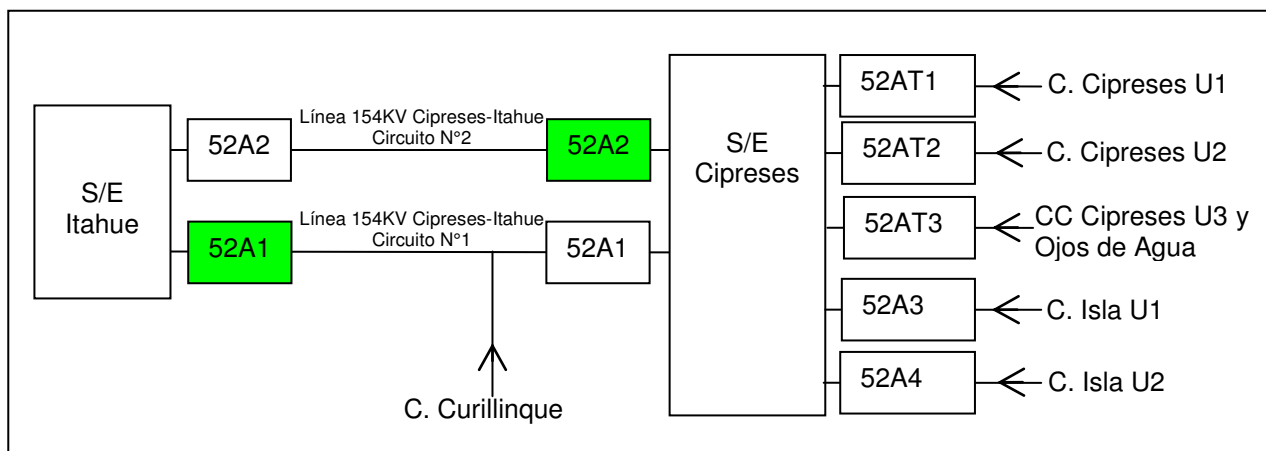 S/E
Itahue
52A2
Línea 154KV Cipreses-Itahue
Circuito N°2
52A2
52A1
Línea 154KV Cipreses-Itahue
Circuito N°1
52A1
C. Curillinque
S/E
Cipreses
52AT1
C. Cipreses U1
52AT2
C. Cipreses U2
52AT3
CC Cipreses U3 y
Ojos de Agua
52A3
C. Isla U1
52A4
C. Isla U2